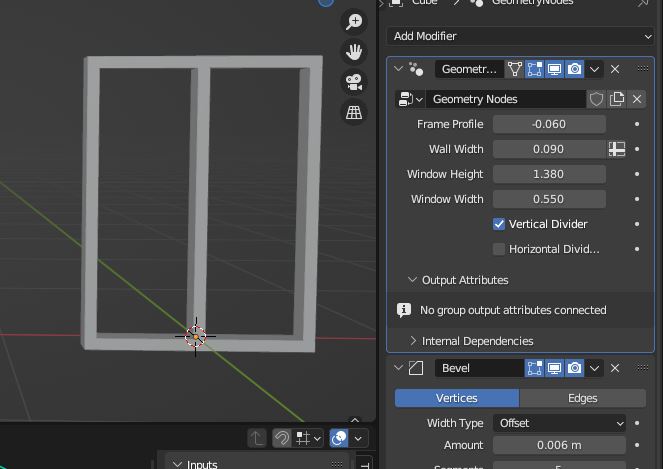 Cube > GeometryNodes
Add Modifier
Geometr...
Geometry Nodes
Frame Profile -0.060
Wall Width 0.090
Window Height 1.380
Window Width 0.550
Vertical Divider
Horizontal Divid...
Output Attributes
No group output attributes connected
Internal Dependencies
Bevel
Vertices Edges
Width Type Offset
Amount 0.006 m
Segments 5
Inputs